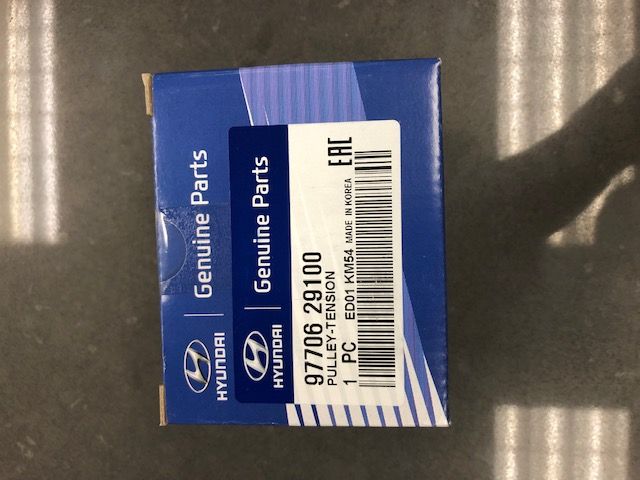 HYUNDAI
Genuine Parts
HYUNDAI
Genuine Parts
97706 29100
PULLEY-TENSION
1 PC ED01 KM54 MADE IN KOREA
EAC